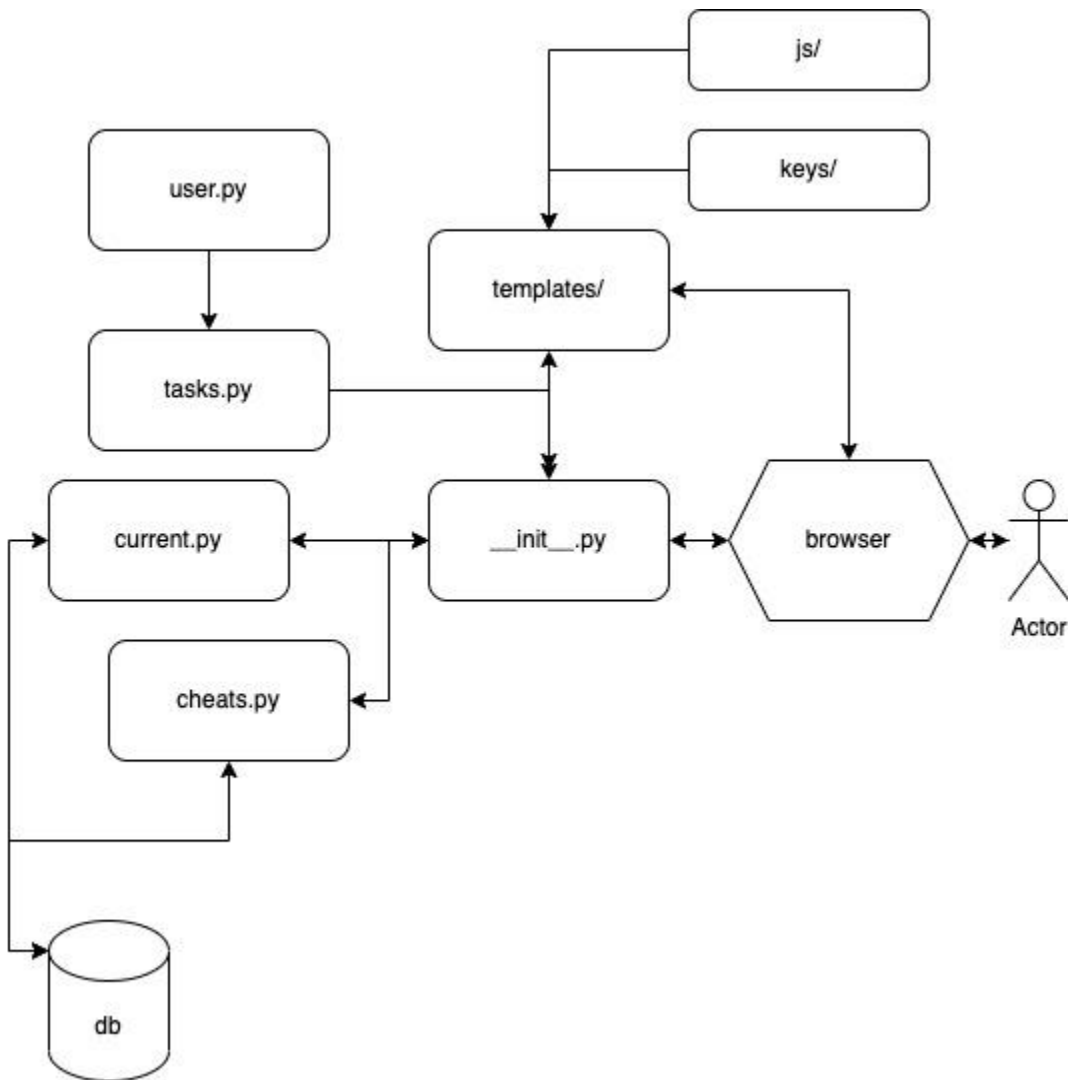 js/
keys/
user.py
templates/
tasks.py
current.py
__init__.py
browser
Actor
cheats.py
db